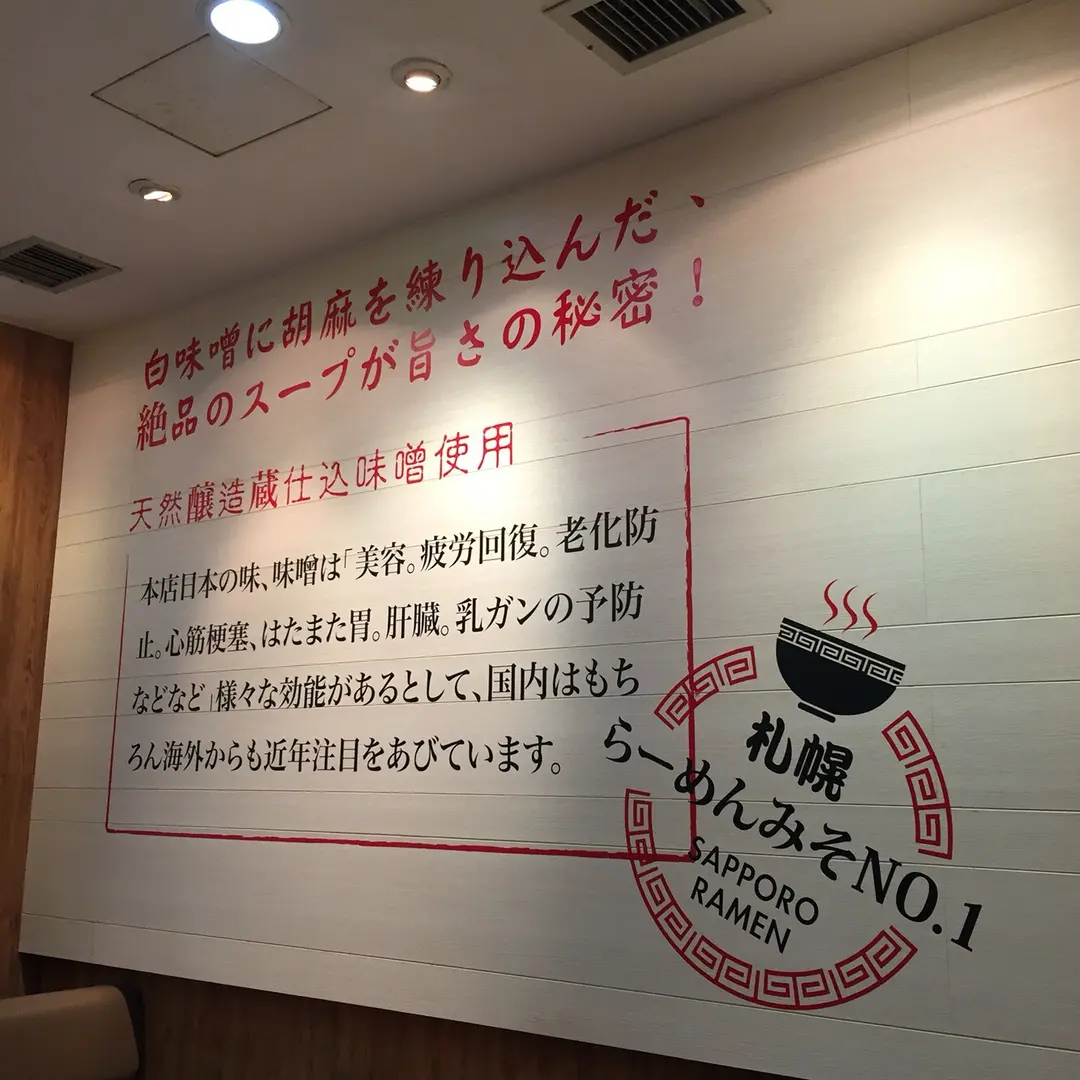 白味噌に胡麻を練り込んだ、
絶品のスープが旨さの秘密！
天然醸造蔵仕込味噌使用
本店日本の味、味噌は「美容。疲労回復。老化防
止。心筋梗塞、はたまた胃。肝臓。乳ガンの予防
などなど」様々な効能があるとして、国内はもち
ろん海外からも近年注目をあびています。
札幌
らーめんみそNO.1
SAPPORO
RAMEN